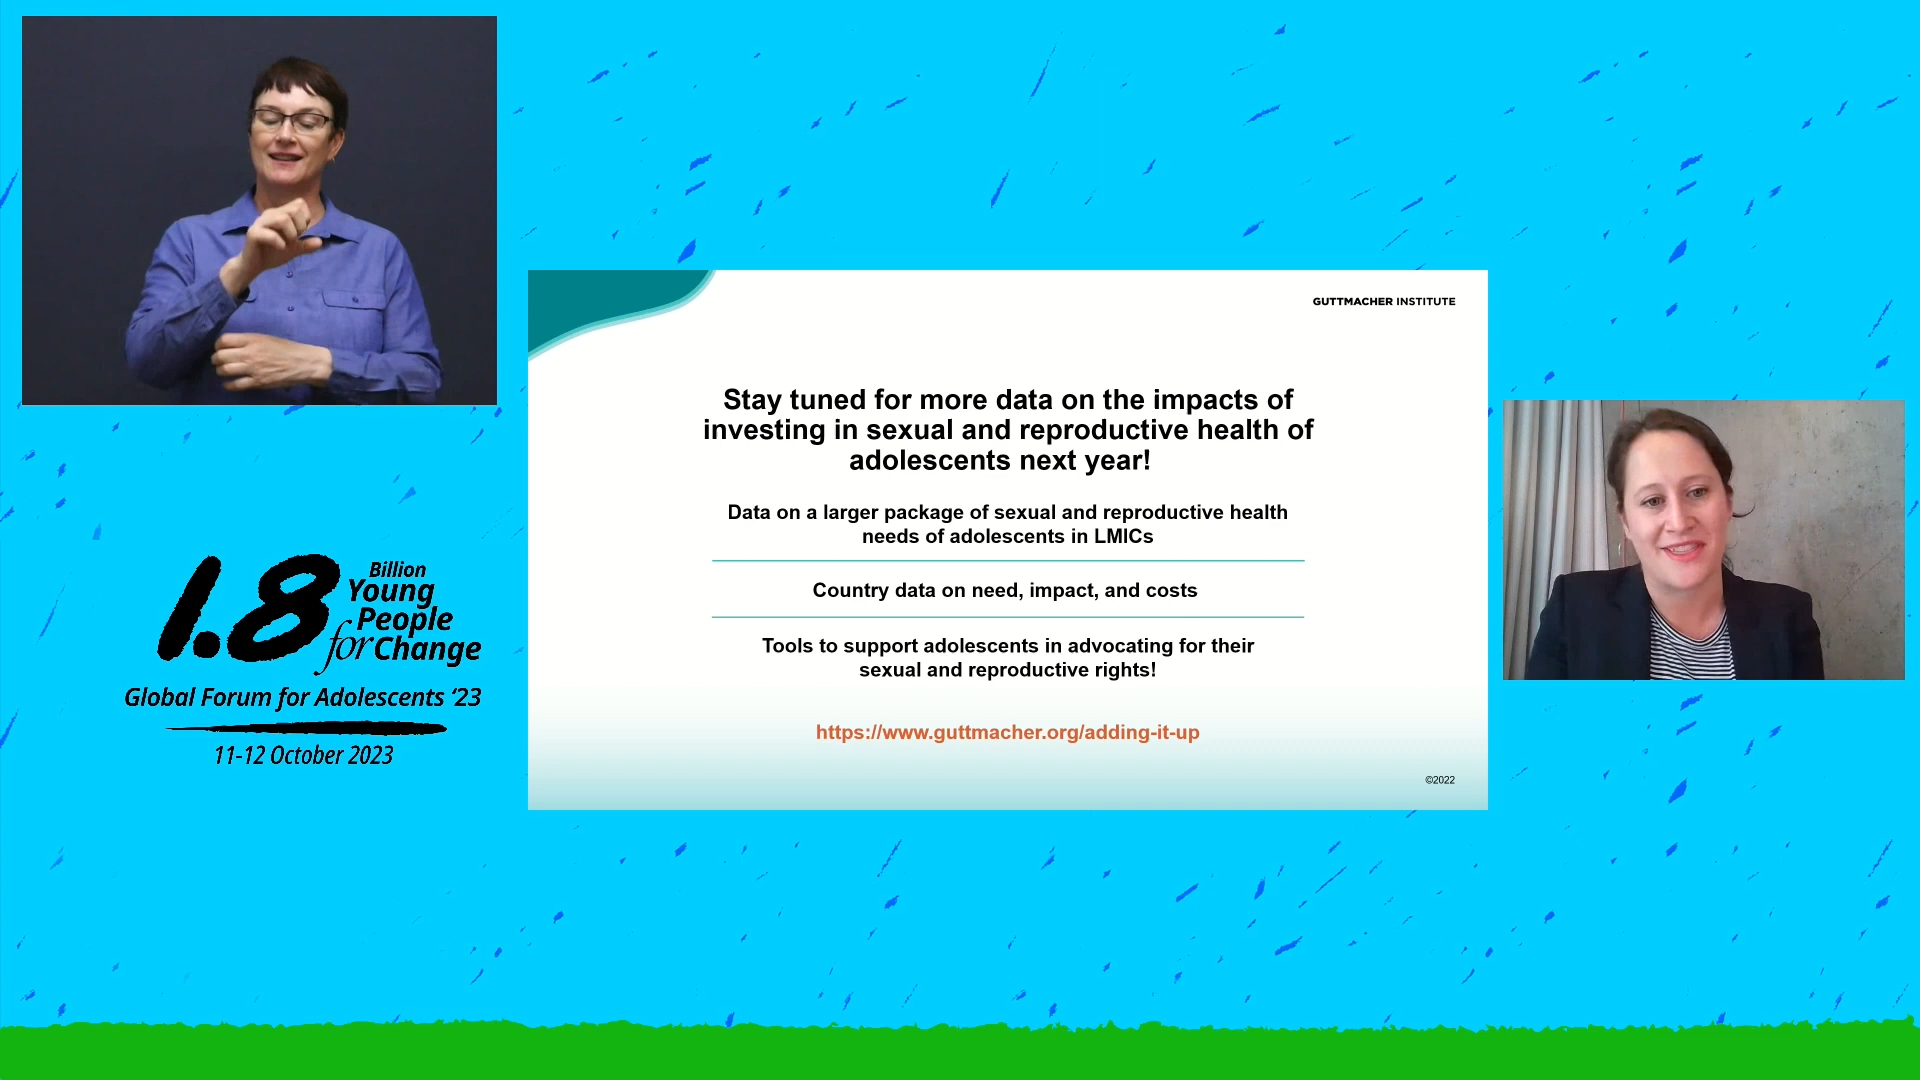 GUTTMACHER INSTITUTE
Stay tuned for more data on the impacts of
investing in sexual and reproductive health of
adolescents next year!
Data on a larger package of sexual and reproductive health
needs of adolescents in LMICs
Country data on need, impact, and costs
Tools to support adolescents in advocating for their
sexual and reproductive rights!
https://www.guttmacher.org/adding-it-up
©2022
1.8 Billion
Young
People
for Change
Global Forum for Adolescents ‘23
11-12 October 2023